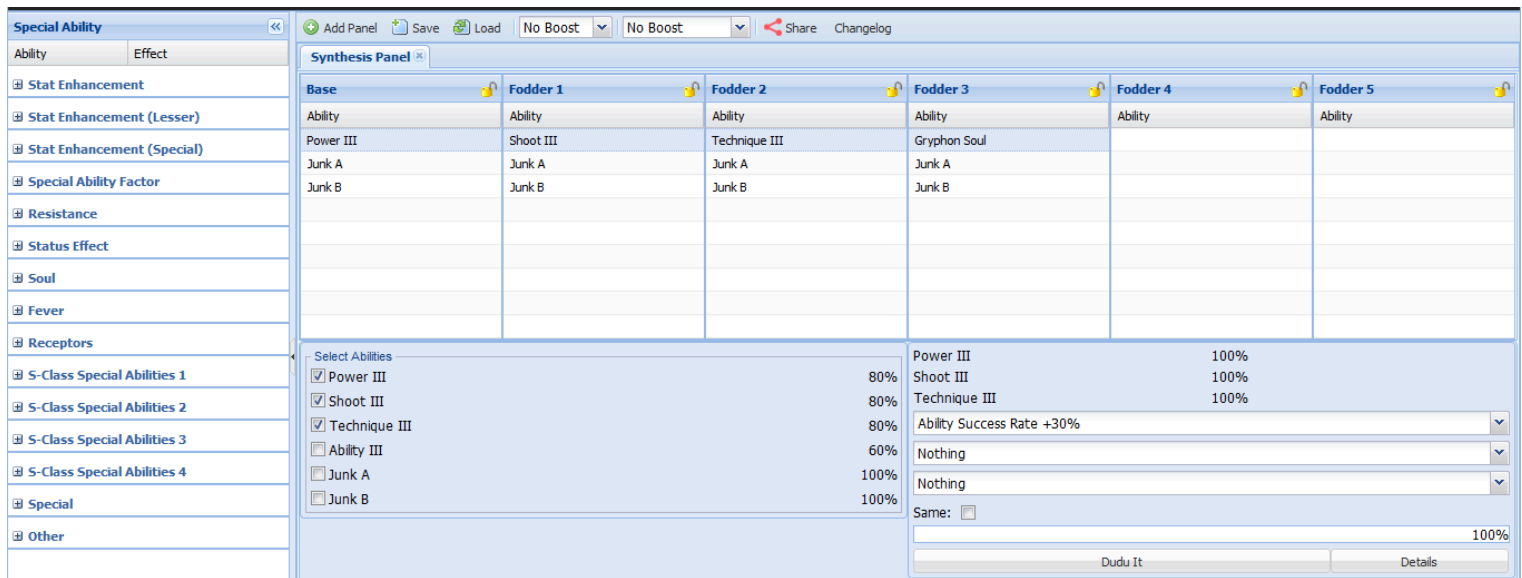 Special Ability
Add Panel Save Load No Boost No Boost Share Changelog
Ability Effect
Synthesis Panel
Stat Enhancement
Stat Enhancement (Lesser)
Stat Enhancement (Special)
Special Ability Factor
Resistance
Status Effect
Soul
Fever
Receptors
S-Class Special Abilities 1
S-Class Special Abilities 2
S-Class Special Abilities 3
S-Class Special Abilities 4
Special
Other
Base Fodder 1 Fodder 2 Fodder 3 Fodder 4 Fodder 5
Ability Ability Ability Ability Ability Ability
Power III Shoot III Technique III Gryphon Soul
Junk A Junk A Junk A Junk A
Junk B Junk B Junk B Junk B
Select Abilities
Power III 80%
Shoot III 80%
Technique III 80%
Ability III 60%
Junk A 100%
Junk B 100%
Power III 100%
Shoot III 100%
Technique III 100%
Ability Success Rate +30%
Nothing
Nothing
Same:
100%
Dudu It Details